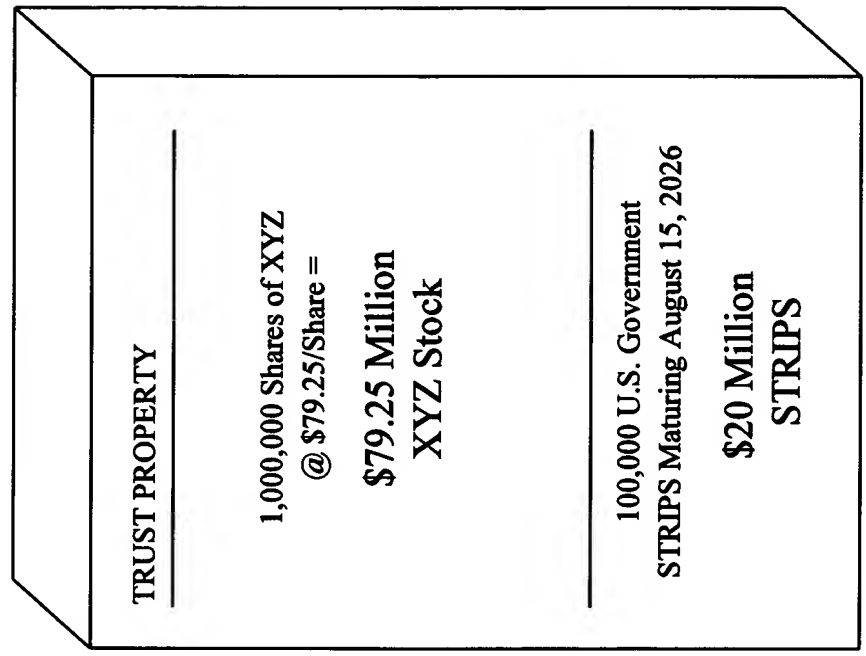 TRUST PROPERTY
1,000,000 Shares of XYZ
@ $79.25/Share =
$79.25 Million
XYZ Stock
100,000 U.S. Government
STRIPS Maturing August 15, 2026
$20 Million
STRIPS